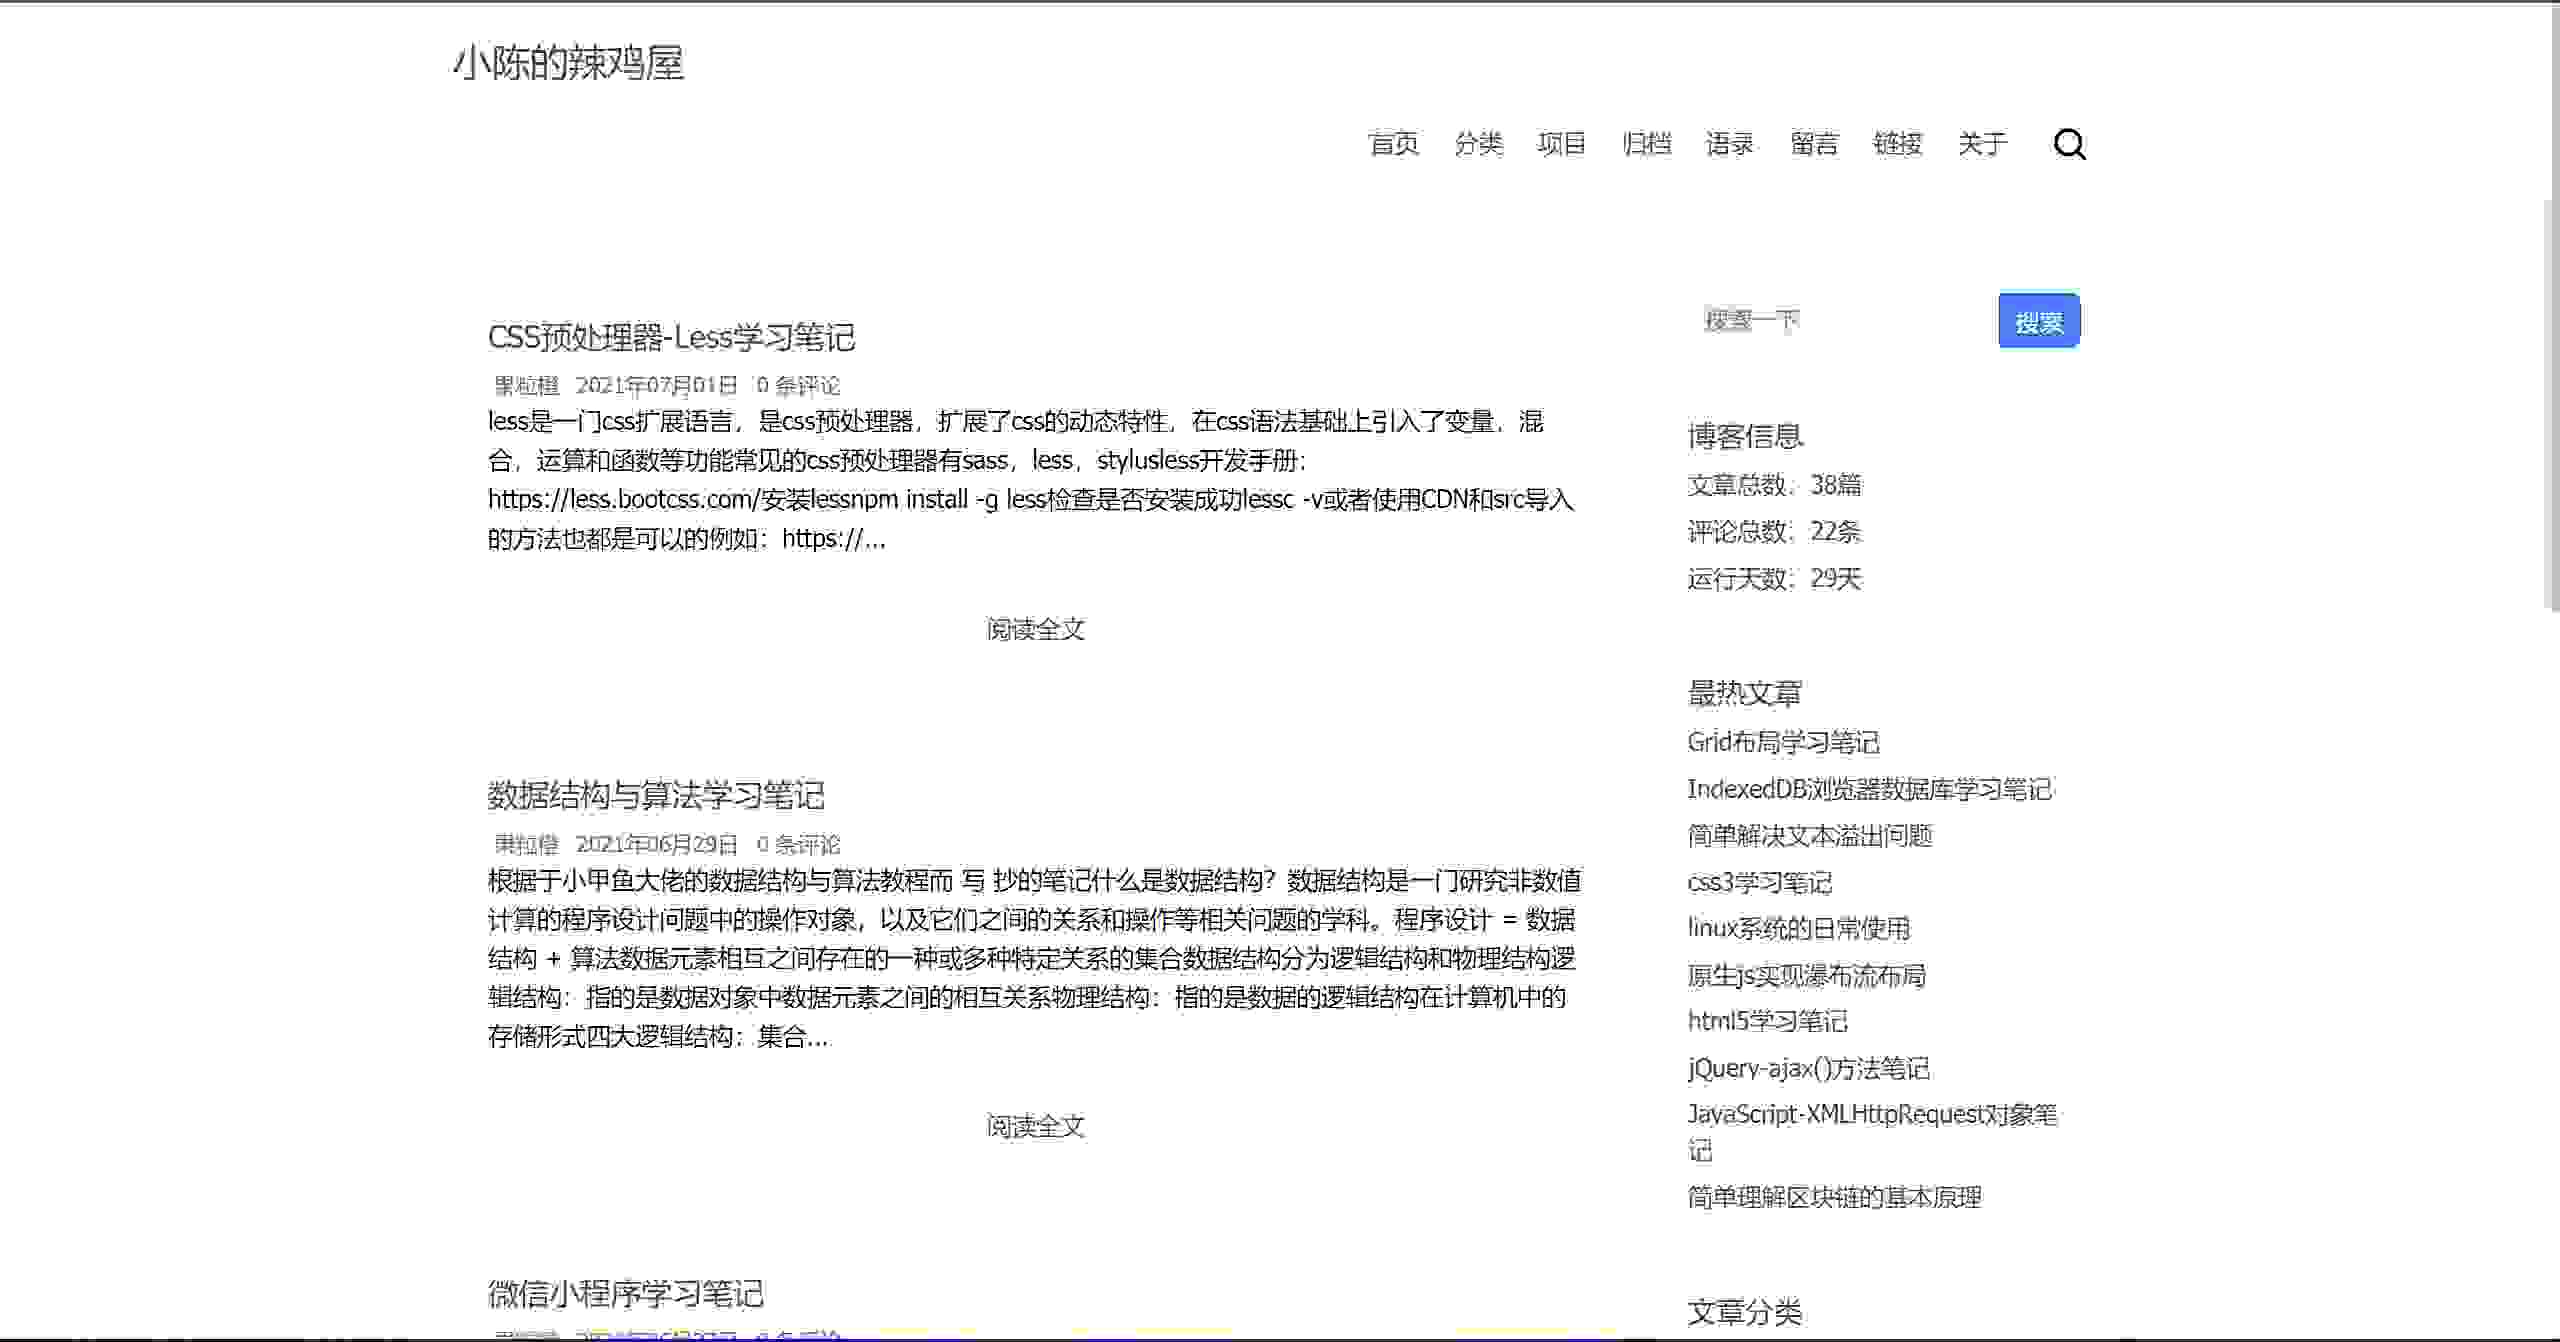 小陈的辣鸡屋
首页 分类 项目 归档 语录 留言 链接 关于
CSS预处理器-Less学习笔记
果粒橙 2021年07月01日 0 条评论
less是一门css扩展语言，是css预处理器，扩展了css的动态特性，在css语法基础上引入了变量，混
合，运算和函数等功能常见的css预处理器有sass，less，stylusless开发手册：
https://less.bootcss.com/安装lessnpm install -g less检查是否安装成功lessc -v或者使用CDN和src导入
的方法也都是可以的例如：https://...
阅读全文
数据结构与算法学习笔记
果粒橙 2021年06月29日 0 条评论
根据于小甲鱼大佬的数据结构与算法教程而 写 抄的笔记什么是数据结构？数据结构是一门研究非数值
计算的程序设计问题中的操作对象，以及它们之间的关系和操作等相关问题的学科。程序设计 = 数据
结构 + 算法数据元素相互之间存在的一种或多种特定关系的集合数据结构分为逻辑结构和物理结构逻
辑结构：指的是数据对象中数据元素之间的相互关系物理结构：指的是数据的逻辑结构在计算机中的
存储形式四大逻辑结构：集合...
阅读全文
微信小程序学习笔记
搜索一下 搜索
博客信息
文章总数：38篇
评论总数：22条
运行天数：29天
最热文章
Grid布局学习笔记
IndexedDB浏览器数据库学习笔记
简单解决文本溢出问题
css3学习笔记
linux系统的日常使用
原生js实现瀑布流布局
html5学习笔记
jQuery-ajax()方法笔记
JavaScript-XMLHttpRequest对象笔
记
简单理解区块链的基本原理
文章分类